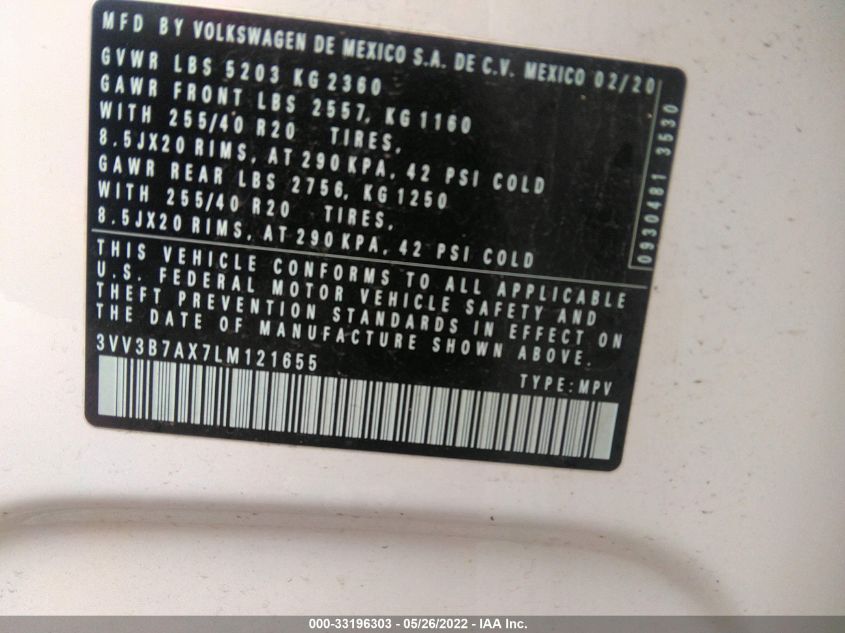 MFD BY VOLKSWAGEN DE MEXICO S.A. DE C.V. MEXICO 02/20
GVWR LBS 5203 KG 2360
GAWR FRONT LBS 2557, KG 1160
WITH 255/40 R20 TIRES,
8.5JX20 RIMS, AT 290 KPA, 42 PSI COLD
GAWR REAR LBS 2756, KG 1250
WITH 255/40 R20 TIRES,
8.5JX20 RIMS, AT 290 KPA, 42 PSI COLD
0930481 3530
THIS VEHICLE CONFORMS TO ALL APPLICABLE
U.S. FEDERAL MOTOR VEHICLE SAFETY AND
THEFT PREVENTION STANDARDS IN EFFECT ON
THE DATE OF MANUFACTURE SHOWN ABOVE.
3VV3B7AX7LM121655
TYPE: MPV
000-33196303 - 05/26/2022 - IAA Inc.